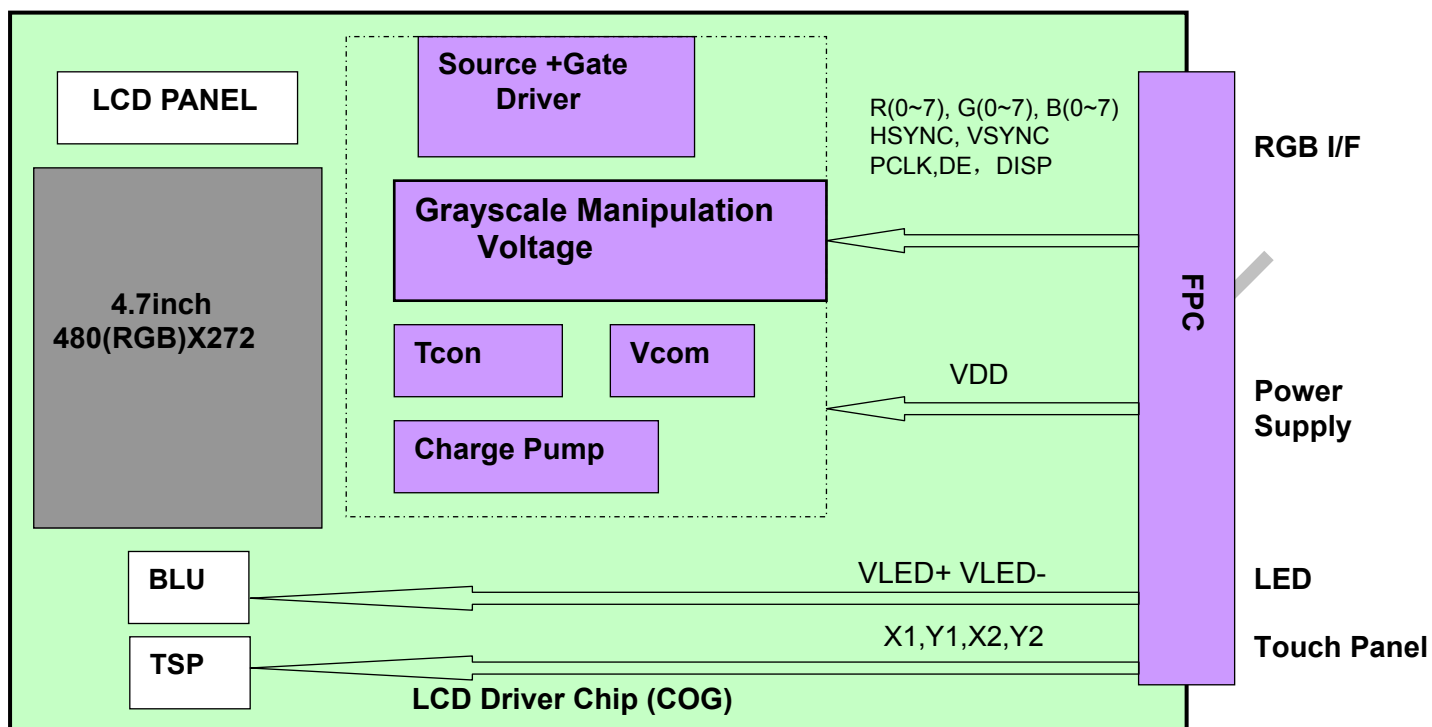 LCD PANEL
4.7inch
480(RGB)X272
Source +Gate
Driver
Grayscale Manipulation
Voltage
Tcon
Vcom
Charge Pump
R(0~7), G(0~7), B(0~7)
HSYNC, VSYNC
PCLK,DE， DISP
VDD
FPC
RGB I/F
Power
Supply
BLU
VLED+ VLED-
LED
TSP
X1,Y1,X2,Y2
Touch Panel
LCD Driver Chip (COG)